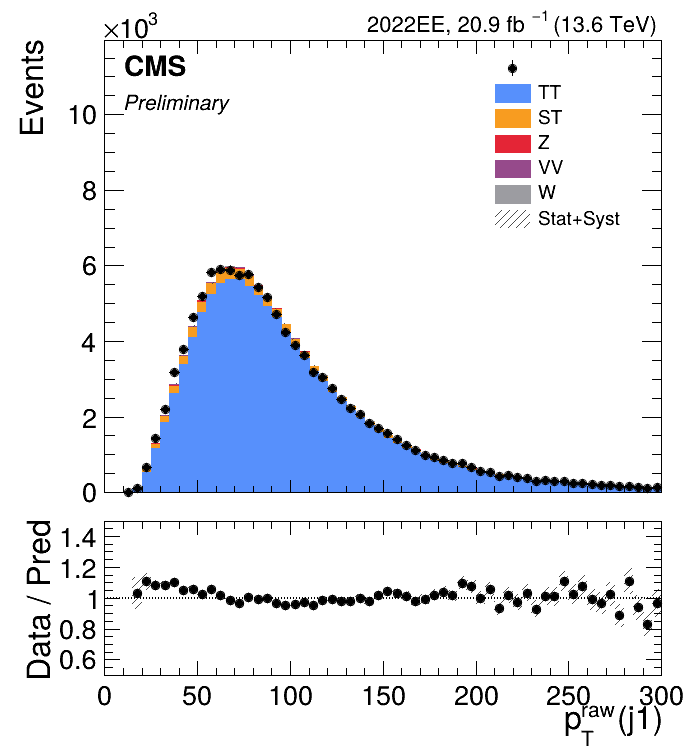 ×10³ 2022EE, 20.9 fb⁻¹ (13.6 TeV)
Events
CMS
Preliminary
TT
ST
Z
VV
W
Stat+Syst
10
8
6
4
2
0
Data / Pred
1.4
1.2
1
0.8
0.6
0 50 100 150 200 250 300
p_T^raw(j1)